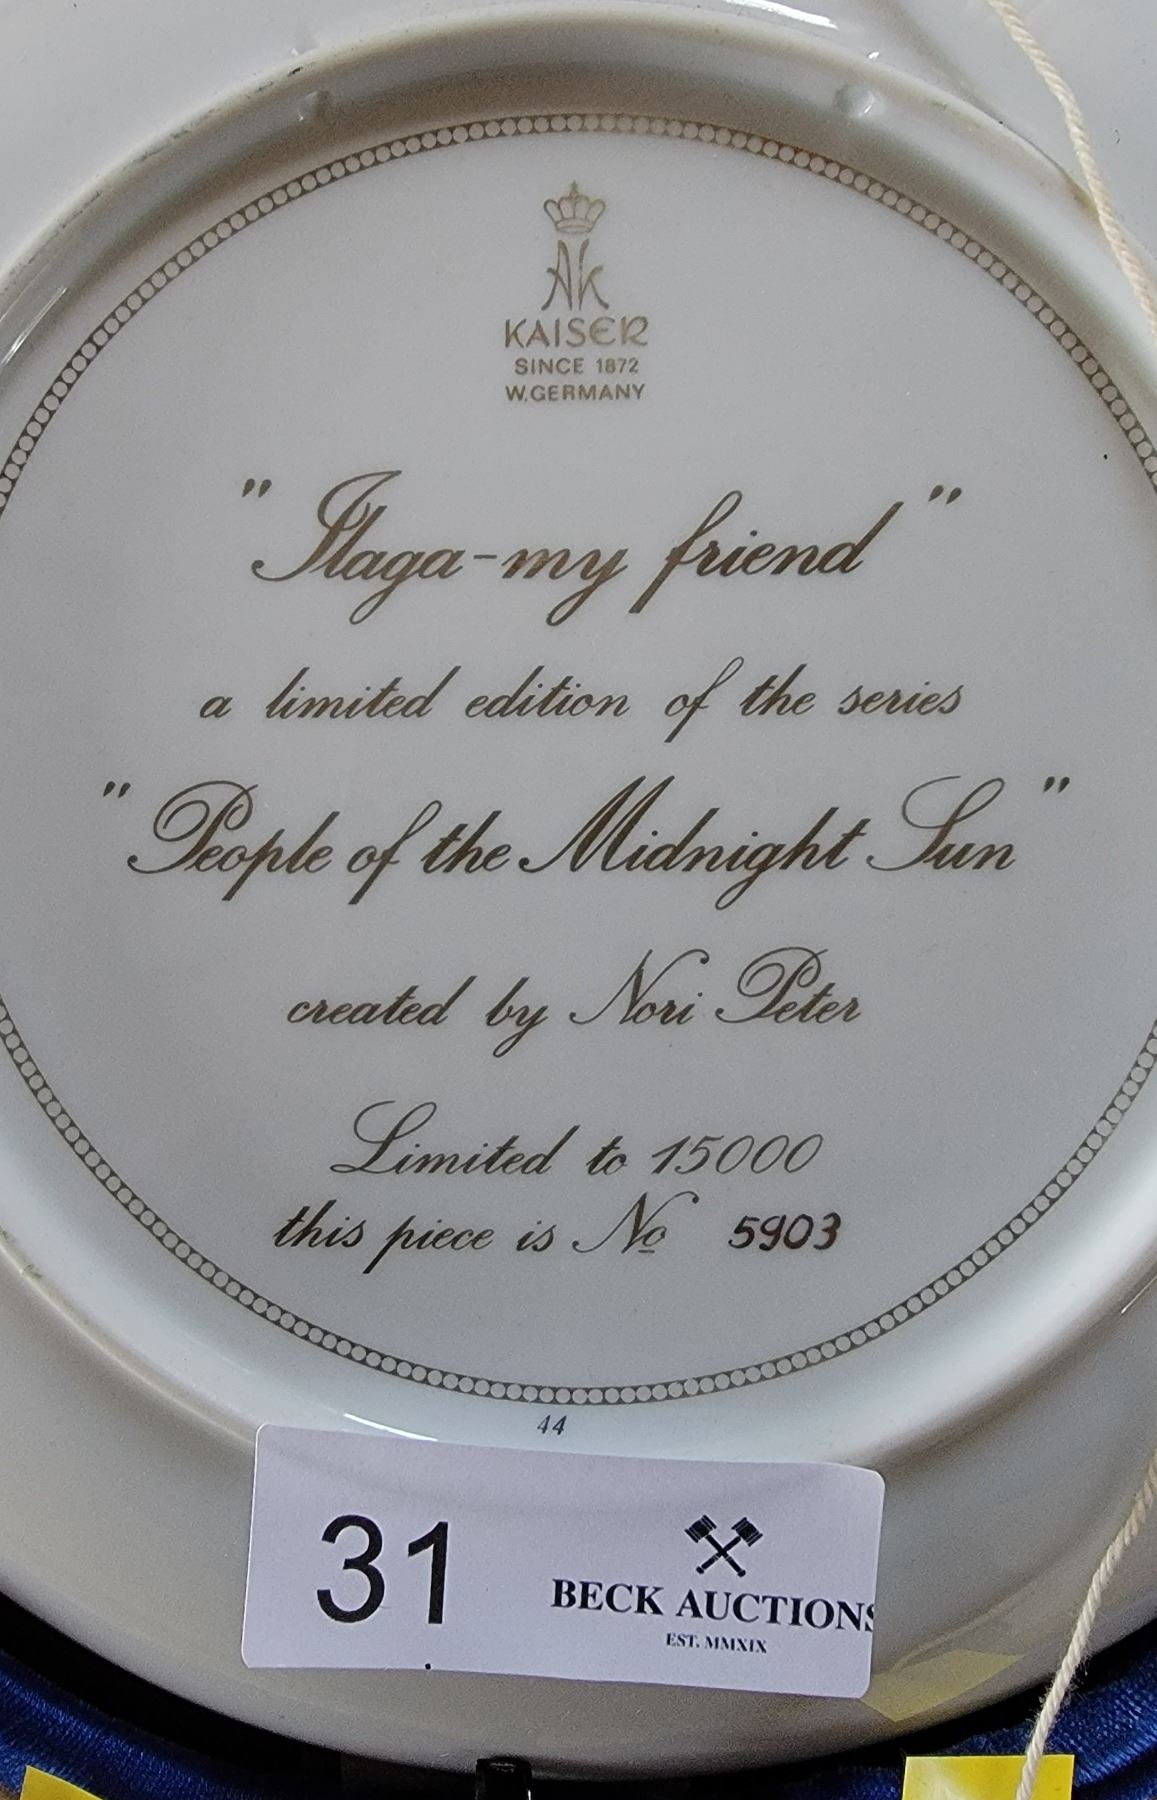 AK
KAISER
SINCE 1872
W.GERMANY
"Ilaga-my friend"
a limited edition of the series
"People of the Midnight Sun"
created by Nori Peter
Limited to 15000
this piece is No 5903
44
31
BECK AUCTIONS
EST. MMXIX